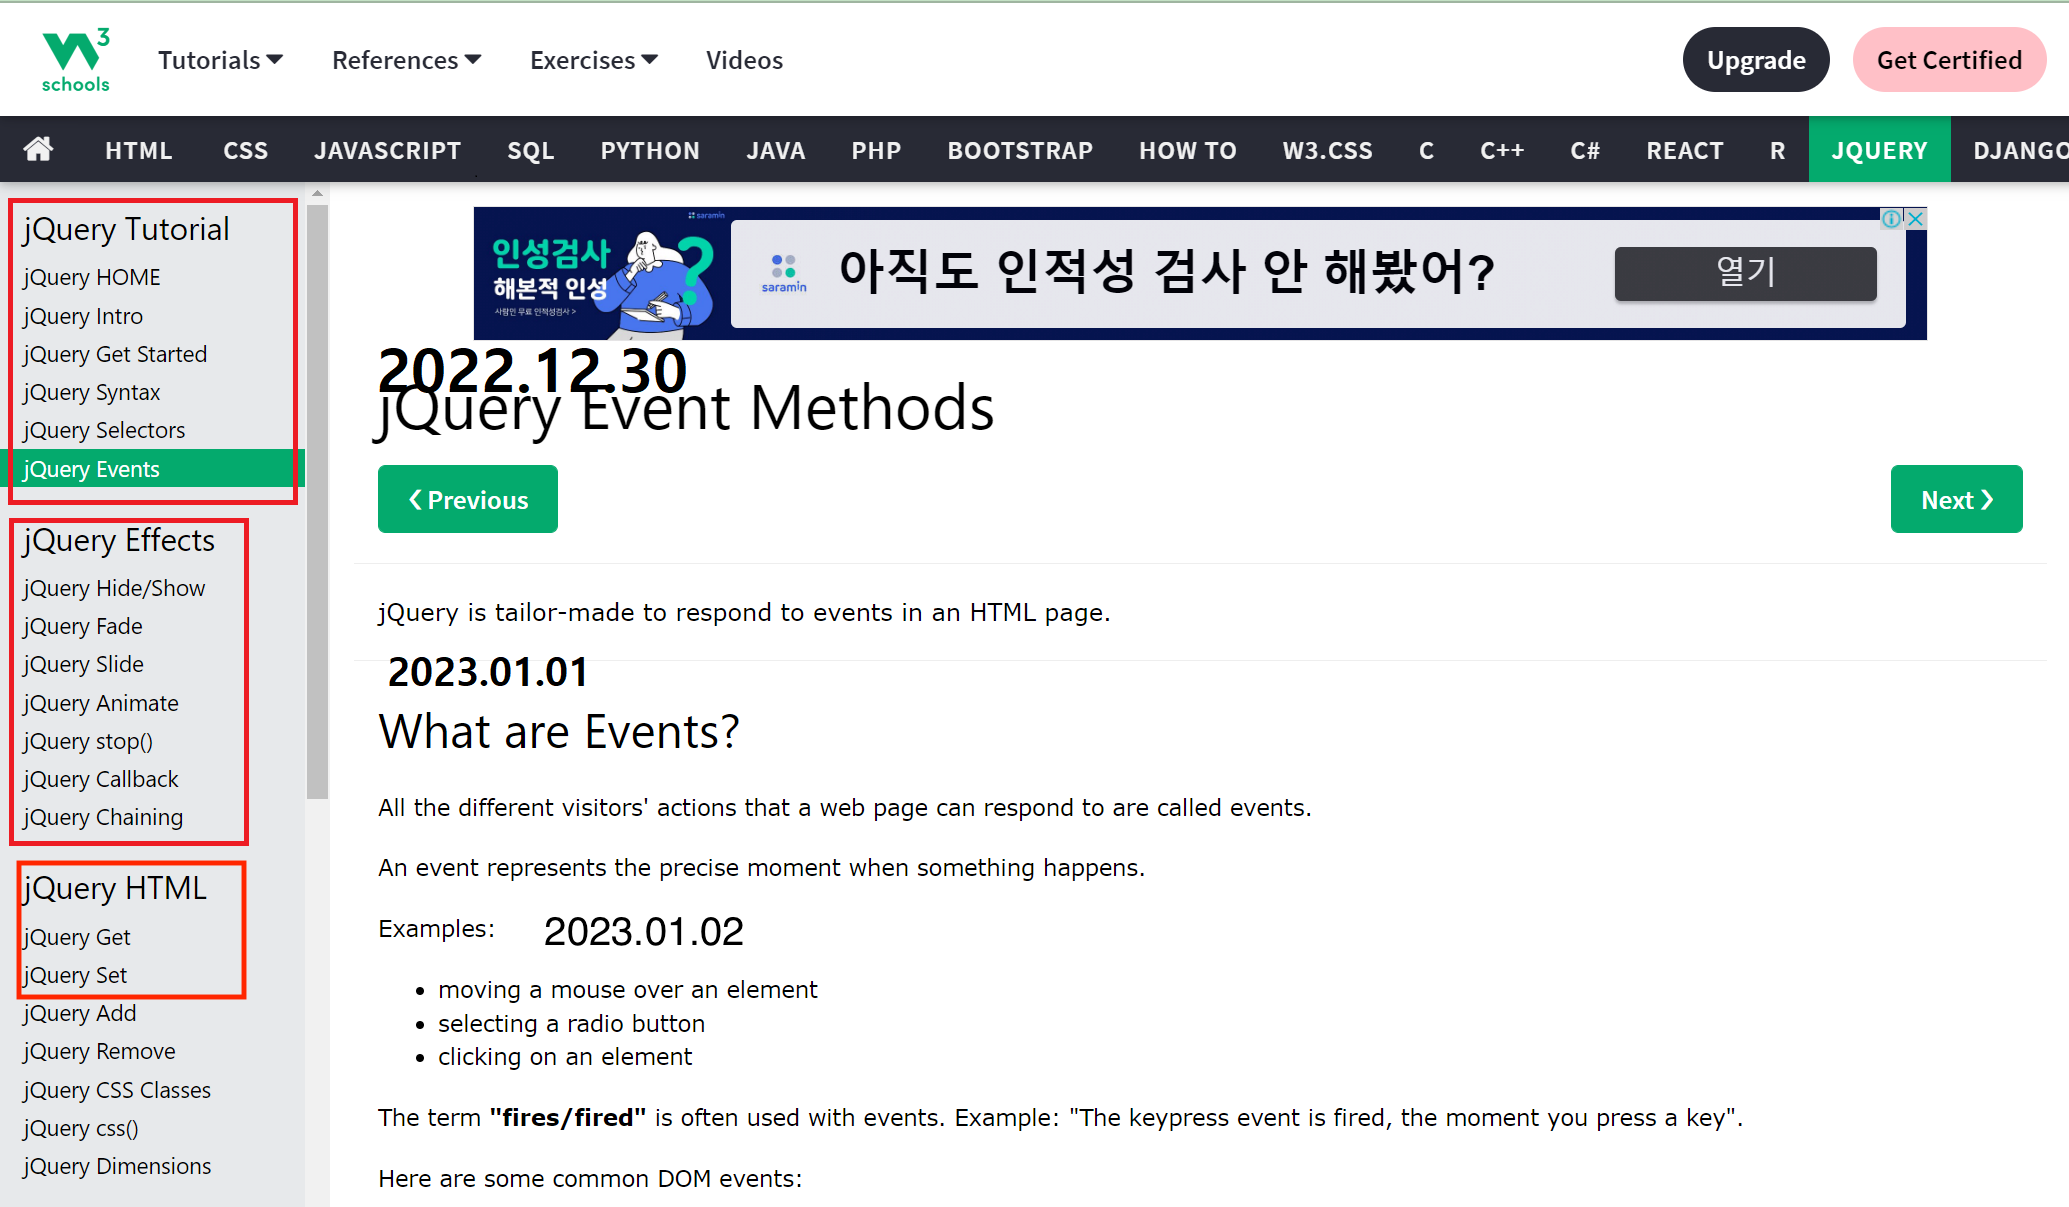 W3 schools
Tutorials References Exercises Videos Upgrade Get Certified
HTML CSS JAVASCRIPT SQL PYTHON JAVA PHP BOOTSTRAP HOW TO W3.CSS C C++ C# REACT R JQUERY DJANGO
jQuery Tutorial
jQuery HOME
jQuery Intro
jQuery Get Started
jQuery Syntax
jQuery Selectors
jQuery Events
jQuery Effects
jQuery Hide/Show
jQuery Fade
jQuery Slide
jQuery Animate
jQuery stop()
jQuery Callback
jQuery Chaining
jQuery HTML
jQuery Get
jQuery Set
jQuery Add
jQuery Remove
jQuery CSS Classes
jQuery css()
jQuery Dimensions
saramin
인성검사
해본적 인성
사람인 무료 인적성검사 >
saramin
아직도 인적성 검사 안 해봤어?
열기
2022.12.30
jQuery Event Methods
❮ Previous
Next ❯
jQuery is tailor-made to respond to events in an HTML page.
2023.01.01
What are Events?
All the different visitors' actions that a web page can respond to are called events.
An event represents the precise moment when something happens.
Examples: 2023.01.02
• moving a mouse over an element
• selecting a radio button
• clicking on an element
The term "fires/fired" is often used with events. Example: "The keypress event is fired, the moment you press a key".
Here are some common DOM events: